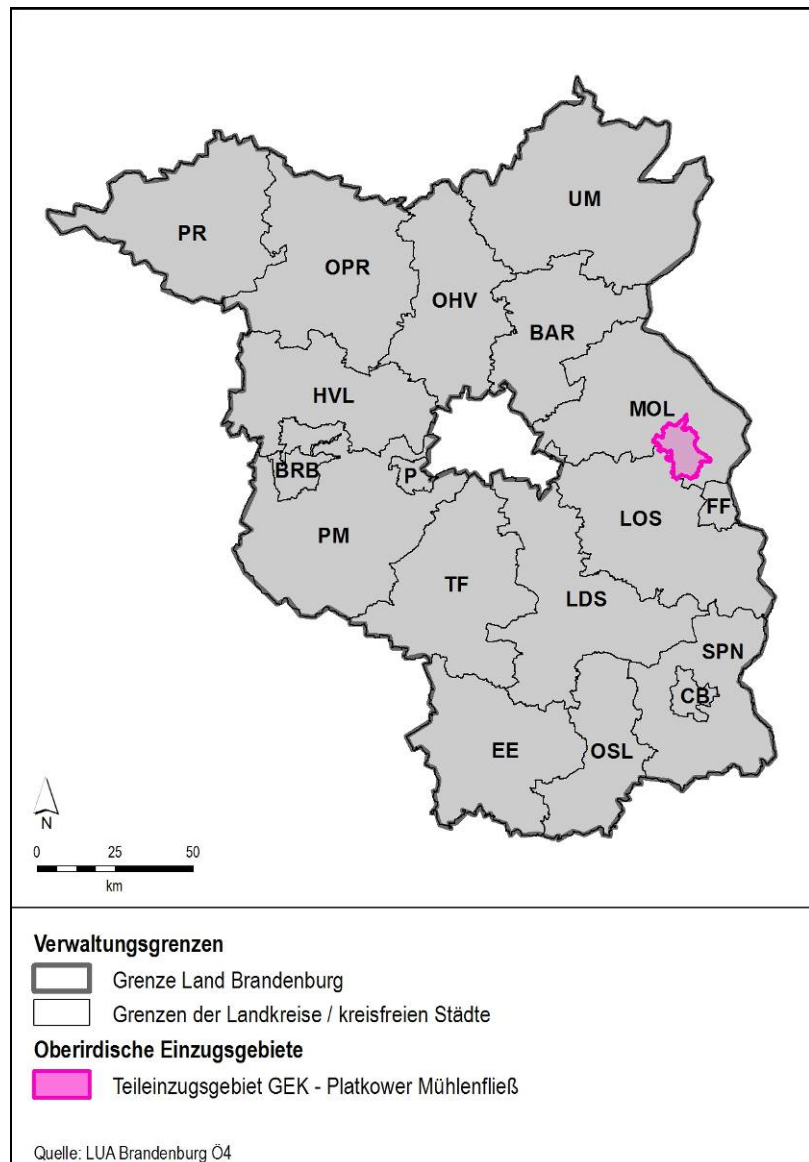 UM
PR
OPR
OHV
BAR
HVL
MOL
BRB
P
FF
LOS
PM
TF
LDS
SPN
CB
EE
OSL
N
0 25 50
km
Verwaltungsgrenzen
Grenze Land Brandenburg
Grenzen der Landkreise / kreisfreien Städte
Oberirdische Einzugsgebiete
Teileinzugsgebiet GEK - Platkower Mühlenfließ
Quelle: LUA Brandenburg Ö4